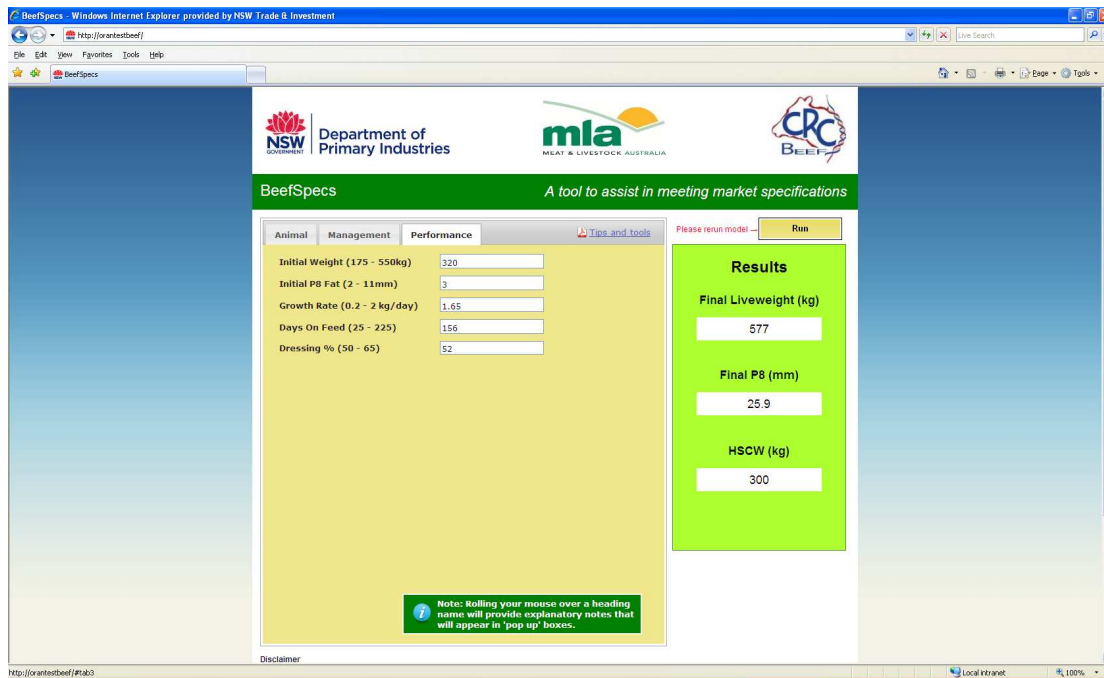 BeefSpecs - Windows Internet Explorer provided by NSW Trade & Investment
http://orantestbeef/
Live Search
File Edit View Favorites Tools Help
BeefSpecs
Page Tools
NSW
GOVERNMENT
Department of
Primary Industries
mla
MEAT & LIVESTOCK AUSTRALIA
CRC
BEEF
BeefSpecs
A tool to assist in meeting market specifications
Animal Management Performance Tips and tools
Please rerun model → Run
Initial Weight (175 - 550kg) 320
Initial P8 Fat (2 - 11mm) 3
Growth Rate (0.2 - 2 kg/day) 1.65
Days On Feed (25 - 225) 156
Dressing % (50 - 65) 52
Results
Final Liveweight (kg)
577
Final P8 (mm)
25.9
HSCW (kg)
300
Note: Rolling your mouse over a heading
name will provide explanatory notes that
will appear in 'pop up' boxes.
Disclaimer
http://orantestbeef/#tab3
Local intranet
100%